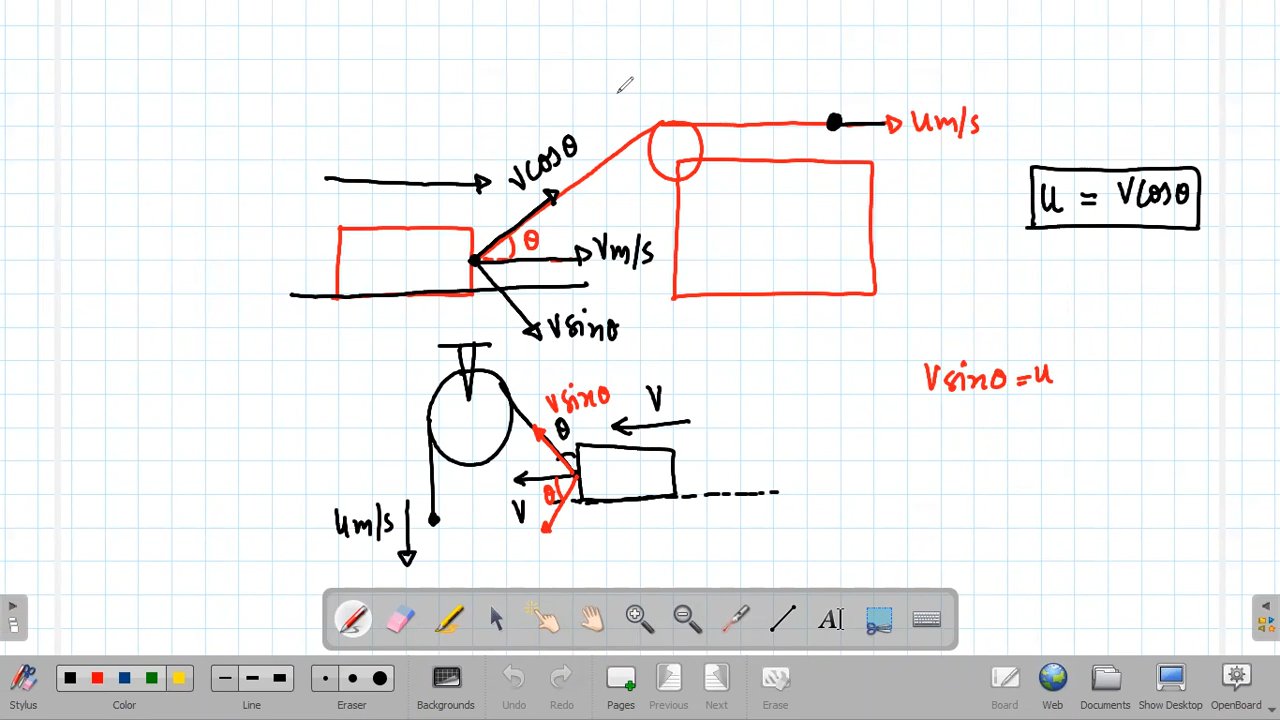 um/s
Vcosθ
u = Vcosθ
θ
Vm/s
Vsinθ
Vsinθ = u
Vsinθ
V
θ
θ
V
um/s
AI
Stylus
Color
Line
Eraser
Backgrounds
Undo
Redo
Pages
Previous
Next
Erase
Board
Web
Documents
Show Desktop
OpenBoard